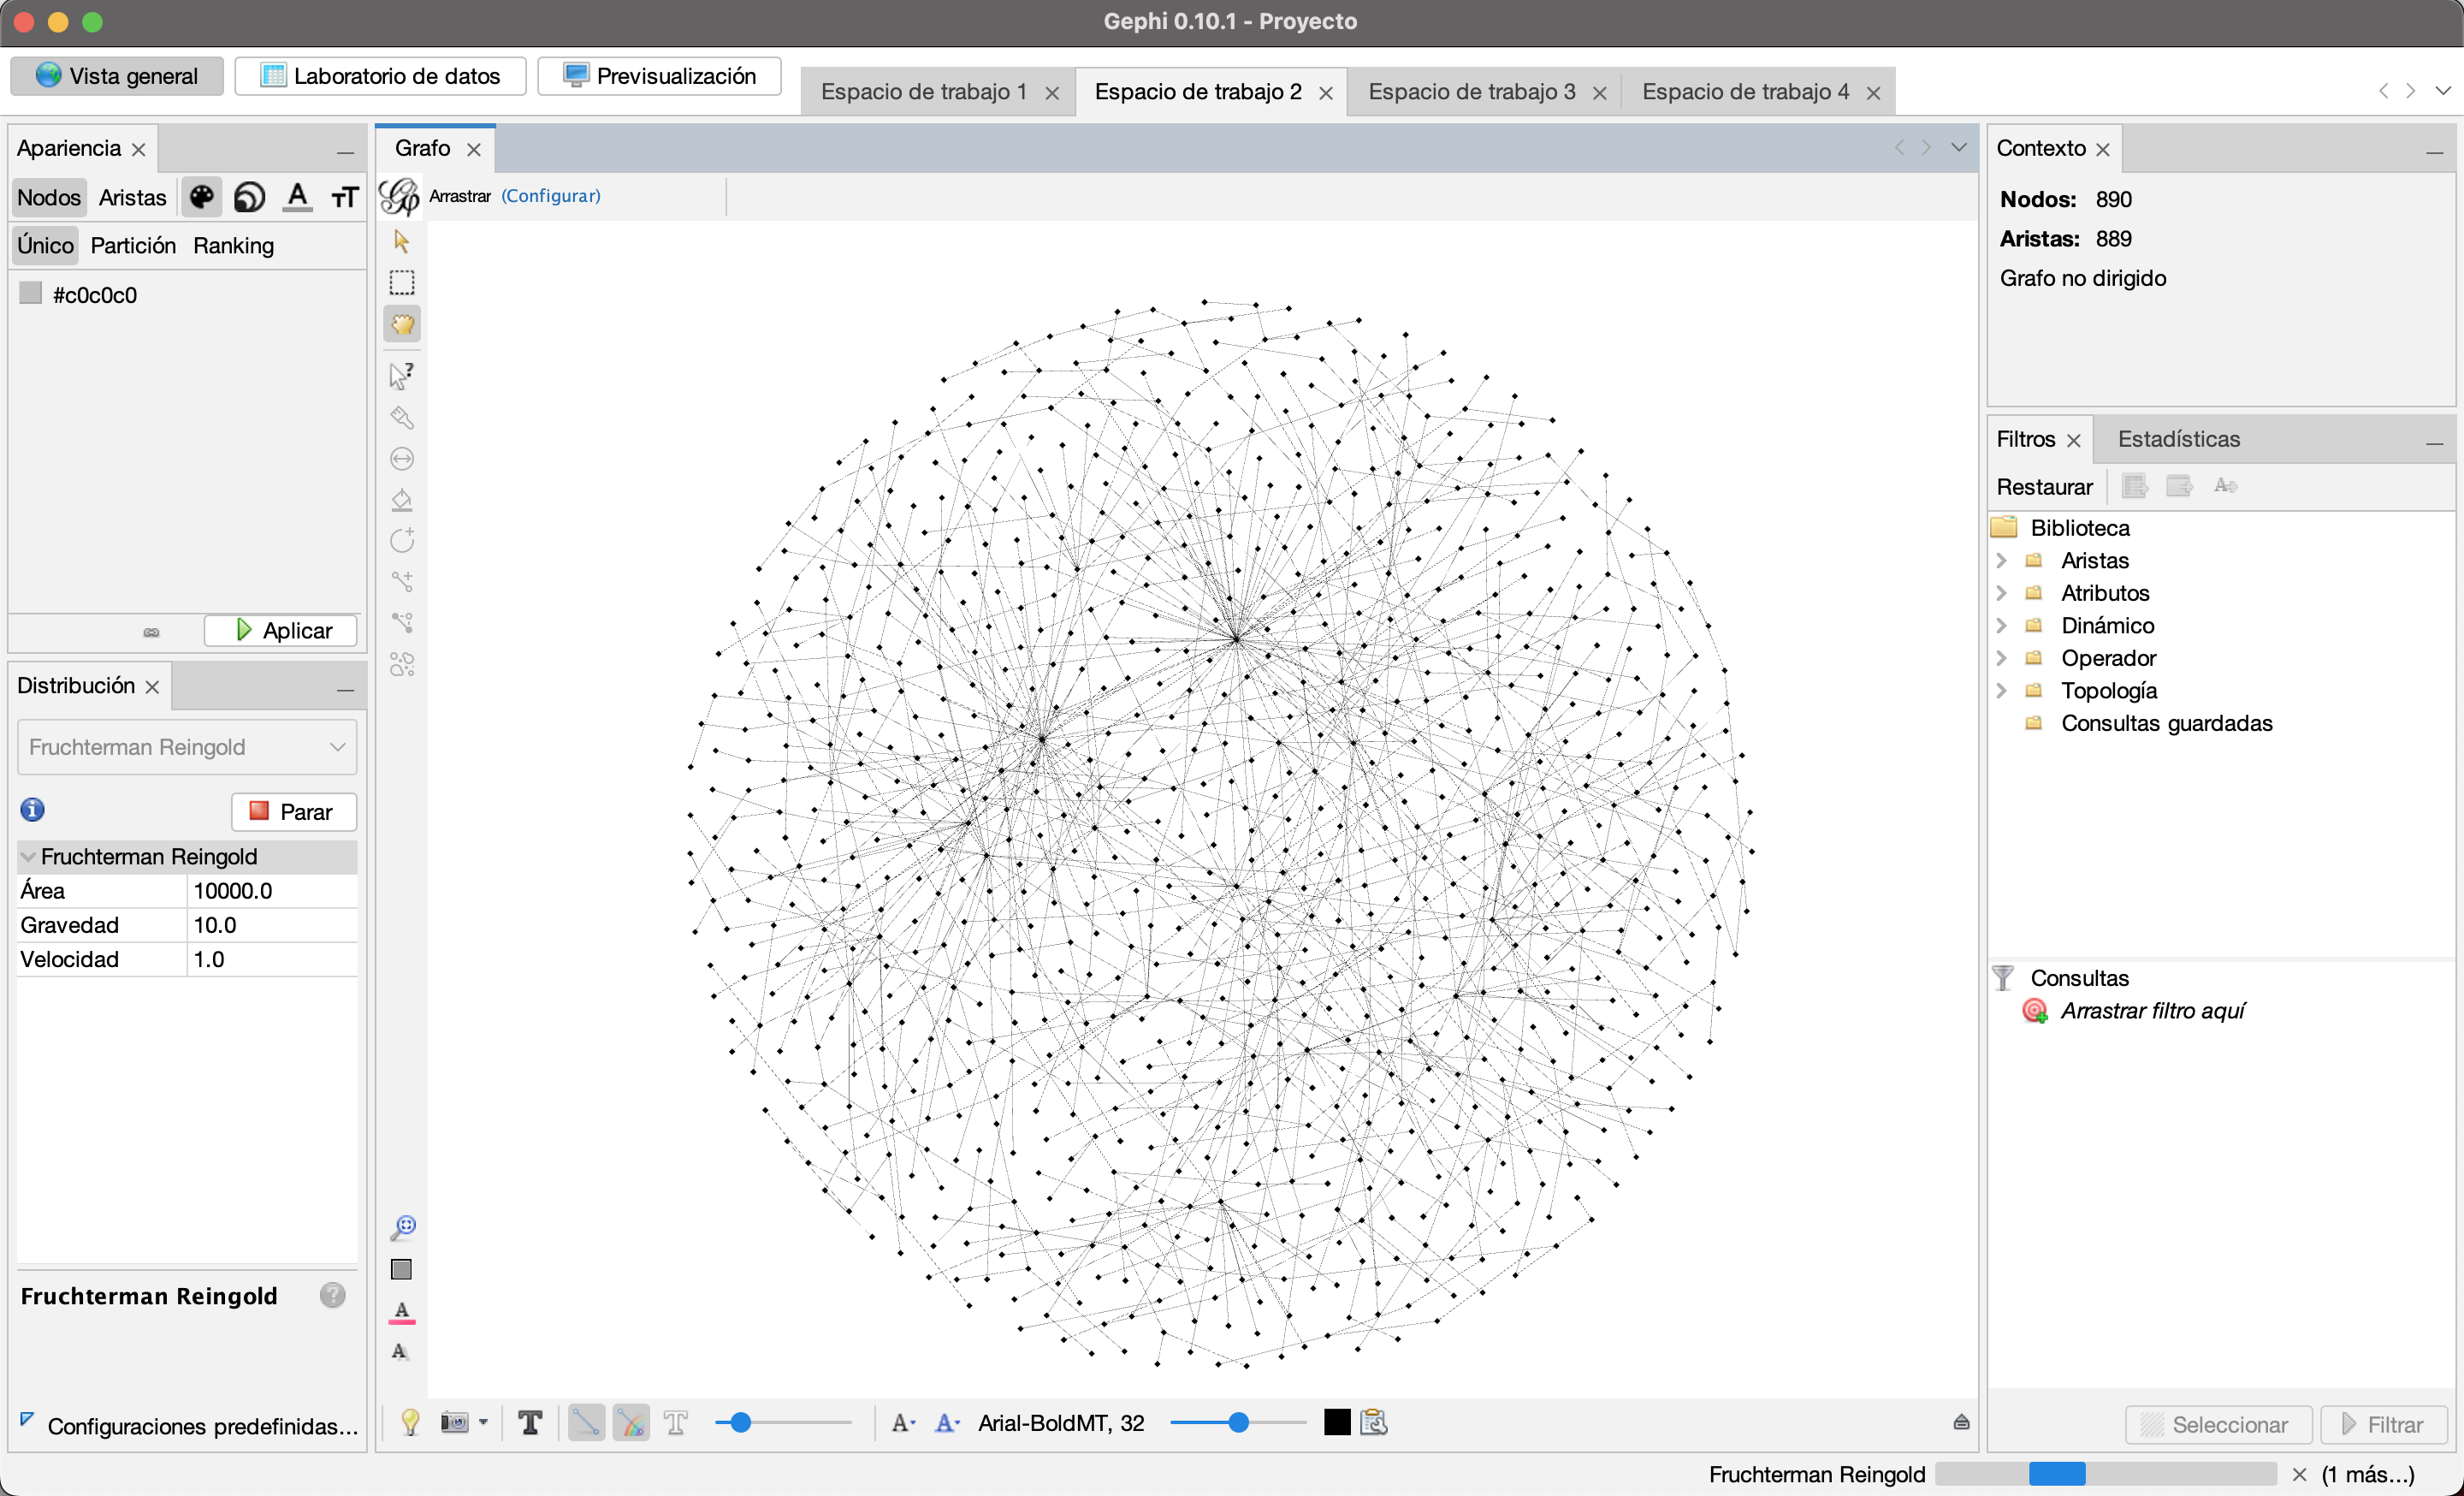 Gephi 0.10.1 - Proyecto
Vista general
Laboratorio de datos
Previsualización
Espacio de trabajo 1
Espacio de trabajo 2
Espacio de trabajo 3
Espacio de trabajo 4
Apariencia
Nodos Aristas
Único Partición Ranking
#c0c0c0
Aplicar
Distribución
Fruchterman Reingold
Parar
Fruchterman Reingold
Área 10000.0
Gravedad 10.0
Velocidad 1.0
Fruchterman Reingold
Configuraciones predefinidas...
Grafo
Arrastrar (Configurar)
Arial-BoldMT, 32
Contexto
Nodos: 890
Aristas: 889
Grafo no dirigido
Filtros Estadísticas
Restaurar
Biblioteca
Aristas
Atributos
Dinámico
Operador
Topología
Consultas guardadas
Consultas
Arrastrar filtro aquí
Seleccionar Filtrar
Fruchterman Reingold (1 más...)